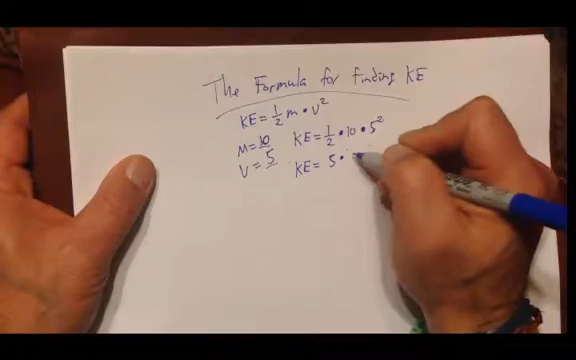 The Formula for finding KE
KE = 1/2 m • v²
M = 10 KE = 1/2 • 10 • 5²
V = 5 KE = 5 •